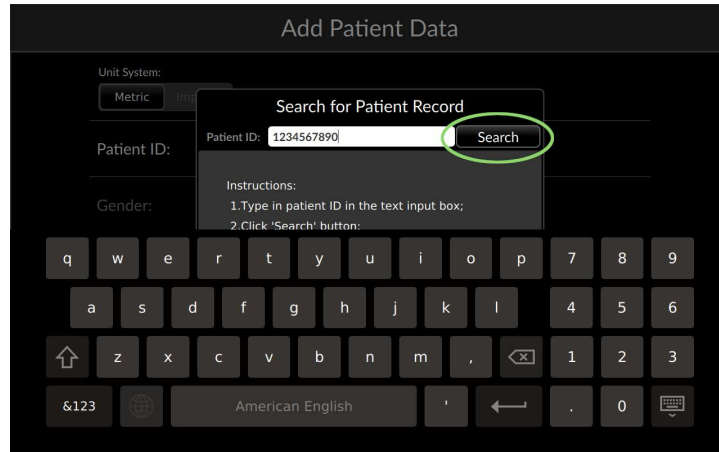 Add Patient Data
Unit System:
Metric Imp
Search for Patient Record
Patient ID: 1234567890 Search
Patient ID:
Instructions:
1.Type in patient ID in the text input box;
Gender:
2.Click 'Search' button;
q w e r t y u i o p 7 8 9
a s d f g h j k l 4 5 6
z x c v b n m , 1 2 3
&123 American English ' . 0